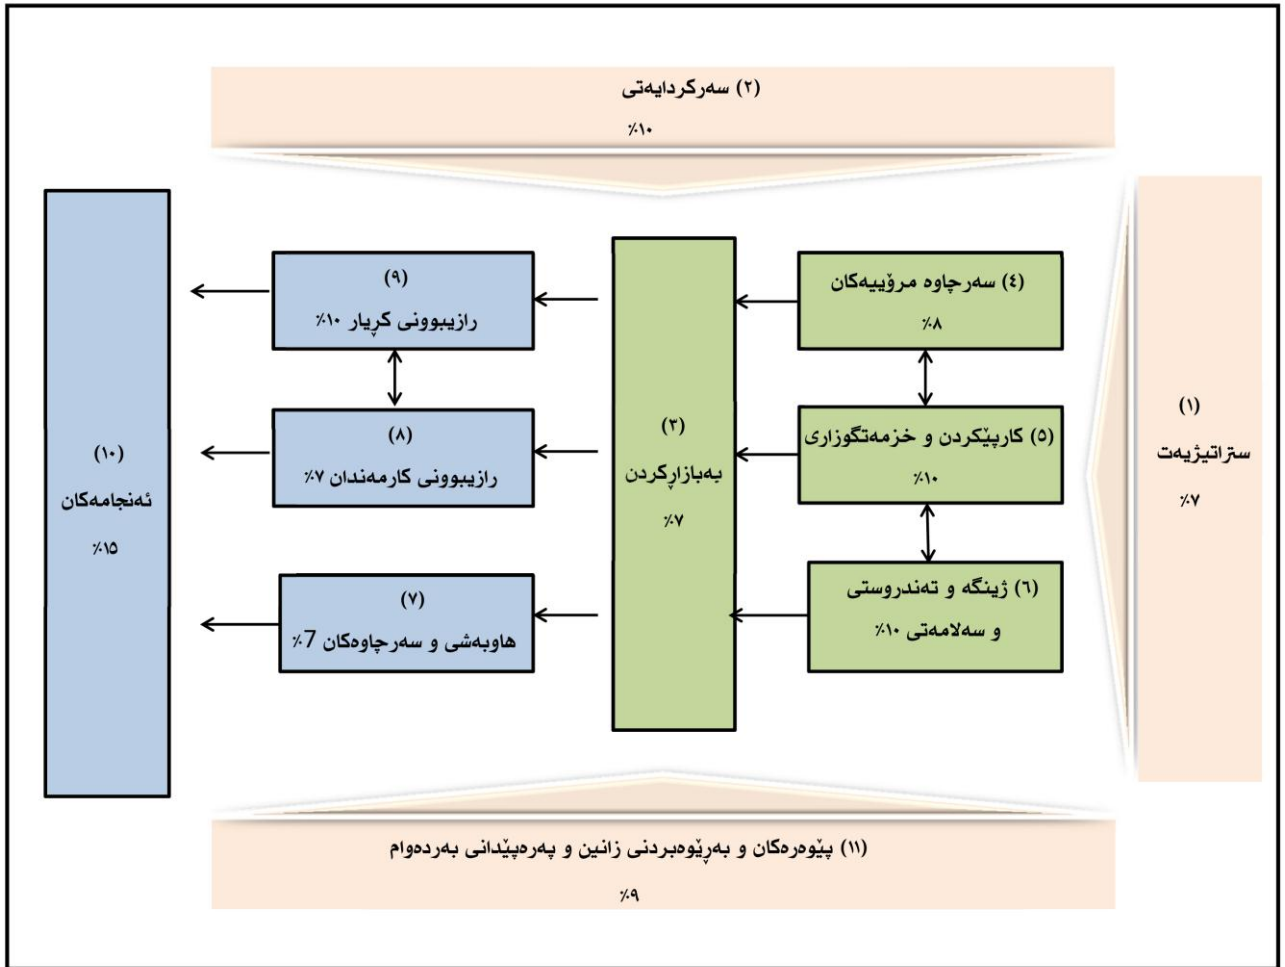 (٢) سەرکردایەتی
٪١٠
(١)
ستراتیژیەت
٪٧
(٤) سەرچاوە مرۆییەکان
٪٨
(٥) کارپێکردن و خزمەتگوزاری
٪١٠
(٦) ژینگە و تەندروستی
و سەلامەتی ١٠٪
(٣)
بەبازاڕکردن
٪٧
(٩)
رازیبوونی کڕیار ١٠٪
(٨)
رازیبوونی کارمەندان ٧٪
(٧)
هاوبەشی و سەرچاوەکان 7٪
(١٠)
ئەنجامەکان
٪١٥
(١١) پێوەرەکان و بەڕێوەبردنی زانین و پەرەپێدانی بەردەوام
٪٩